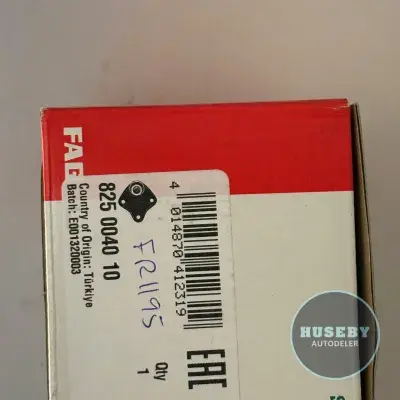 FAG
825 0040 10
Country of Origin: Türkiye
Batch: E001320003
4 014870 412319
FR1195
Qty
1
EAC
HUSEBY
AUTODELER